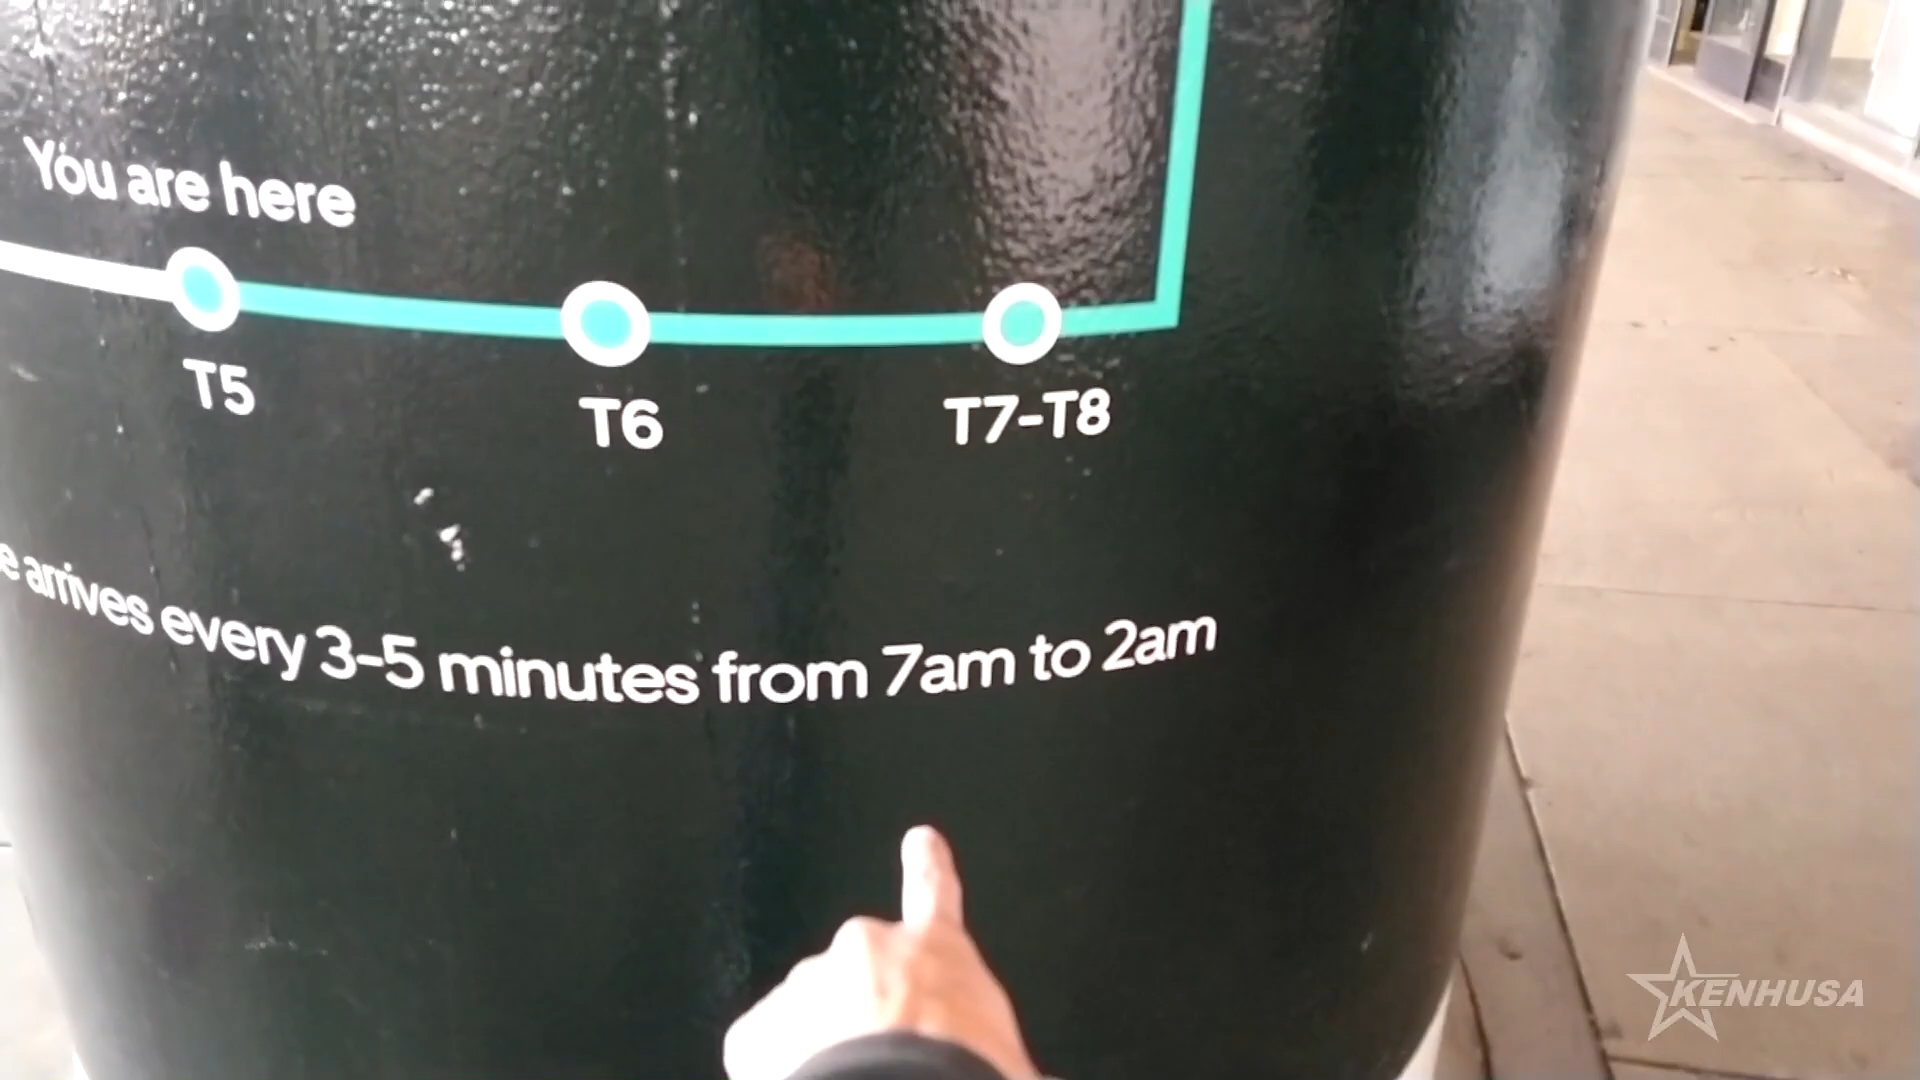 You are here
T5
T6
T7-T8
arrives every 3-5 minutes from 7am to 2am
KENHUSA